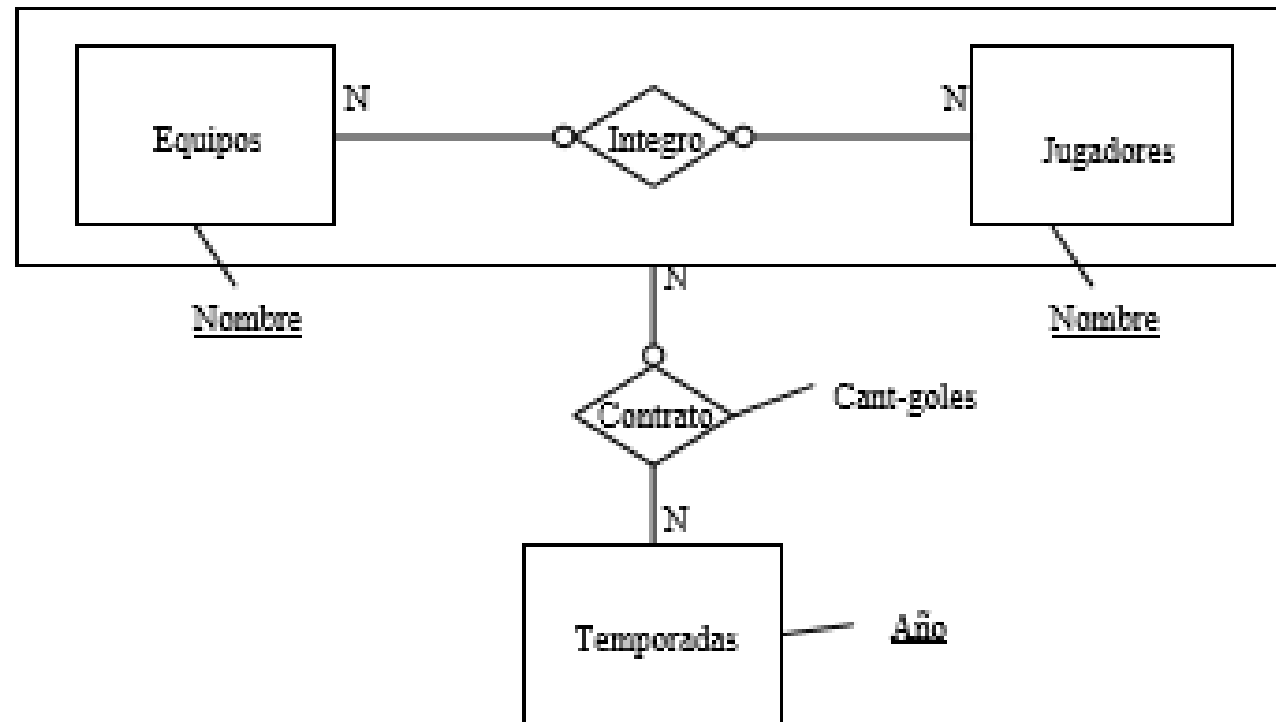 N
N
Equipos
Integro
Jugadores
N
Nombre
Nombre
Contrato
Cant-goles
N
Temporadas
Año